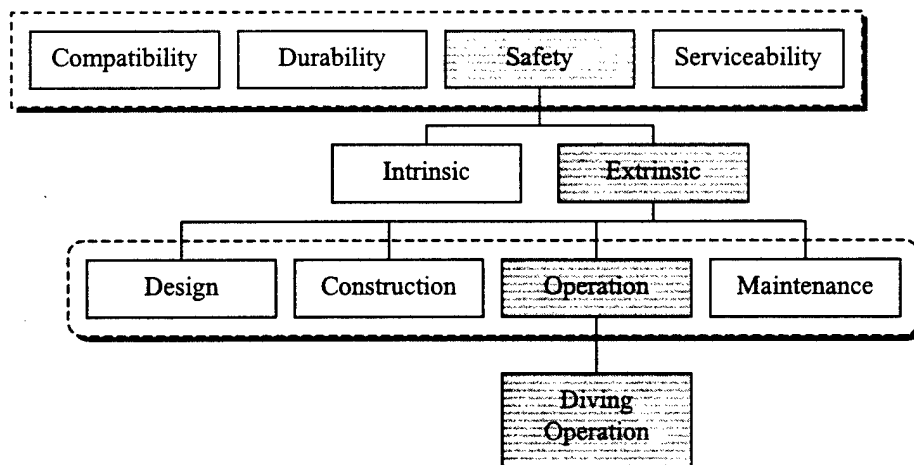 Compatibility
Durability
Safety
Serviceability
Intrinsic
Extrinsic
Design
Construction
Operation
Maintenance
Diving
Operation